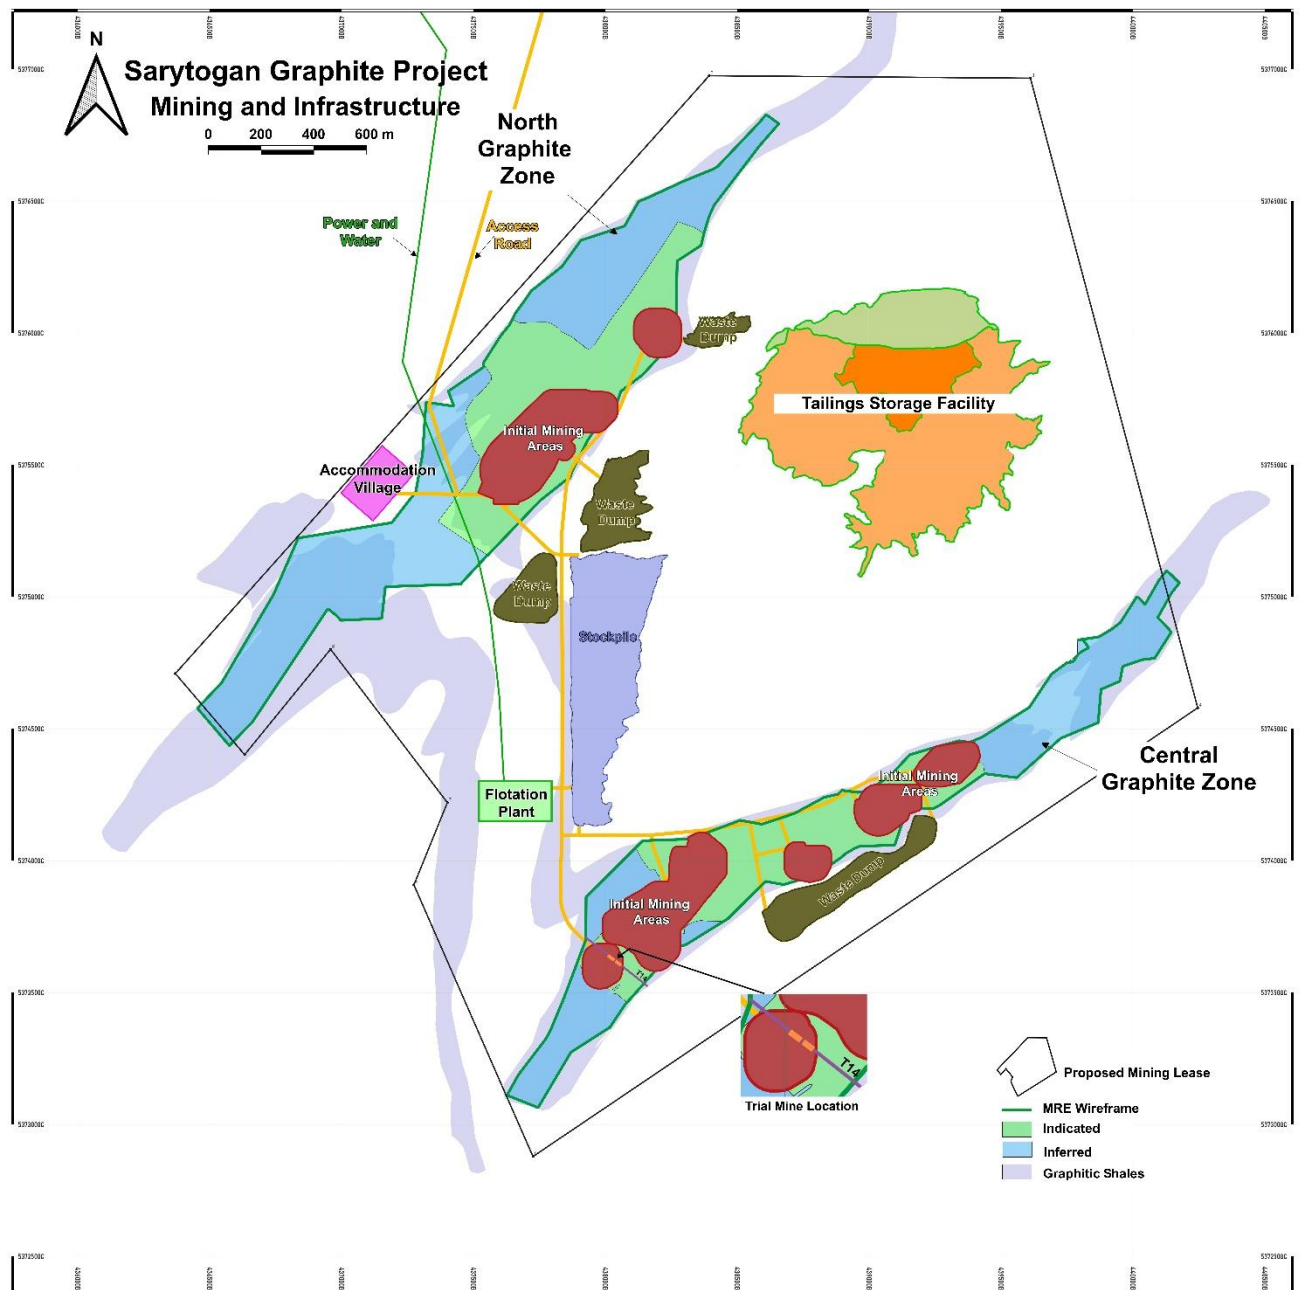 N
Sarytogan Graphite Project
Mining and Infrastructure
0 200 400 600 m
North
Graphite
Zone
Power and
Water
Access
Road
Waste
Dump
Tailings Storage Facility
Initial Mining
Areas
Accommodation
Village
Waste
Dump
Waste
Dump
Stockpile
Flotation
Plant
Central
Graphite Zone
Initial Mining
Areas
Waste Dump
Initial Mining
Areas
T14
T14
Trial Mine Location
Proposed Mining Lease
MRE Wireframe
Indicated
Inferred
Graphitic Shales